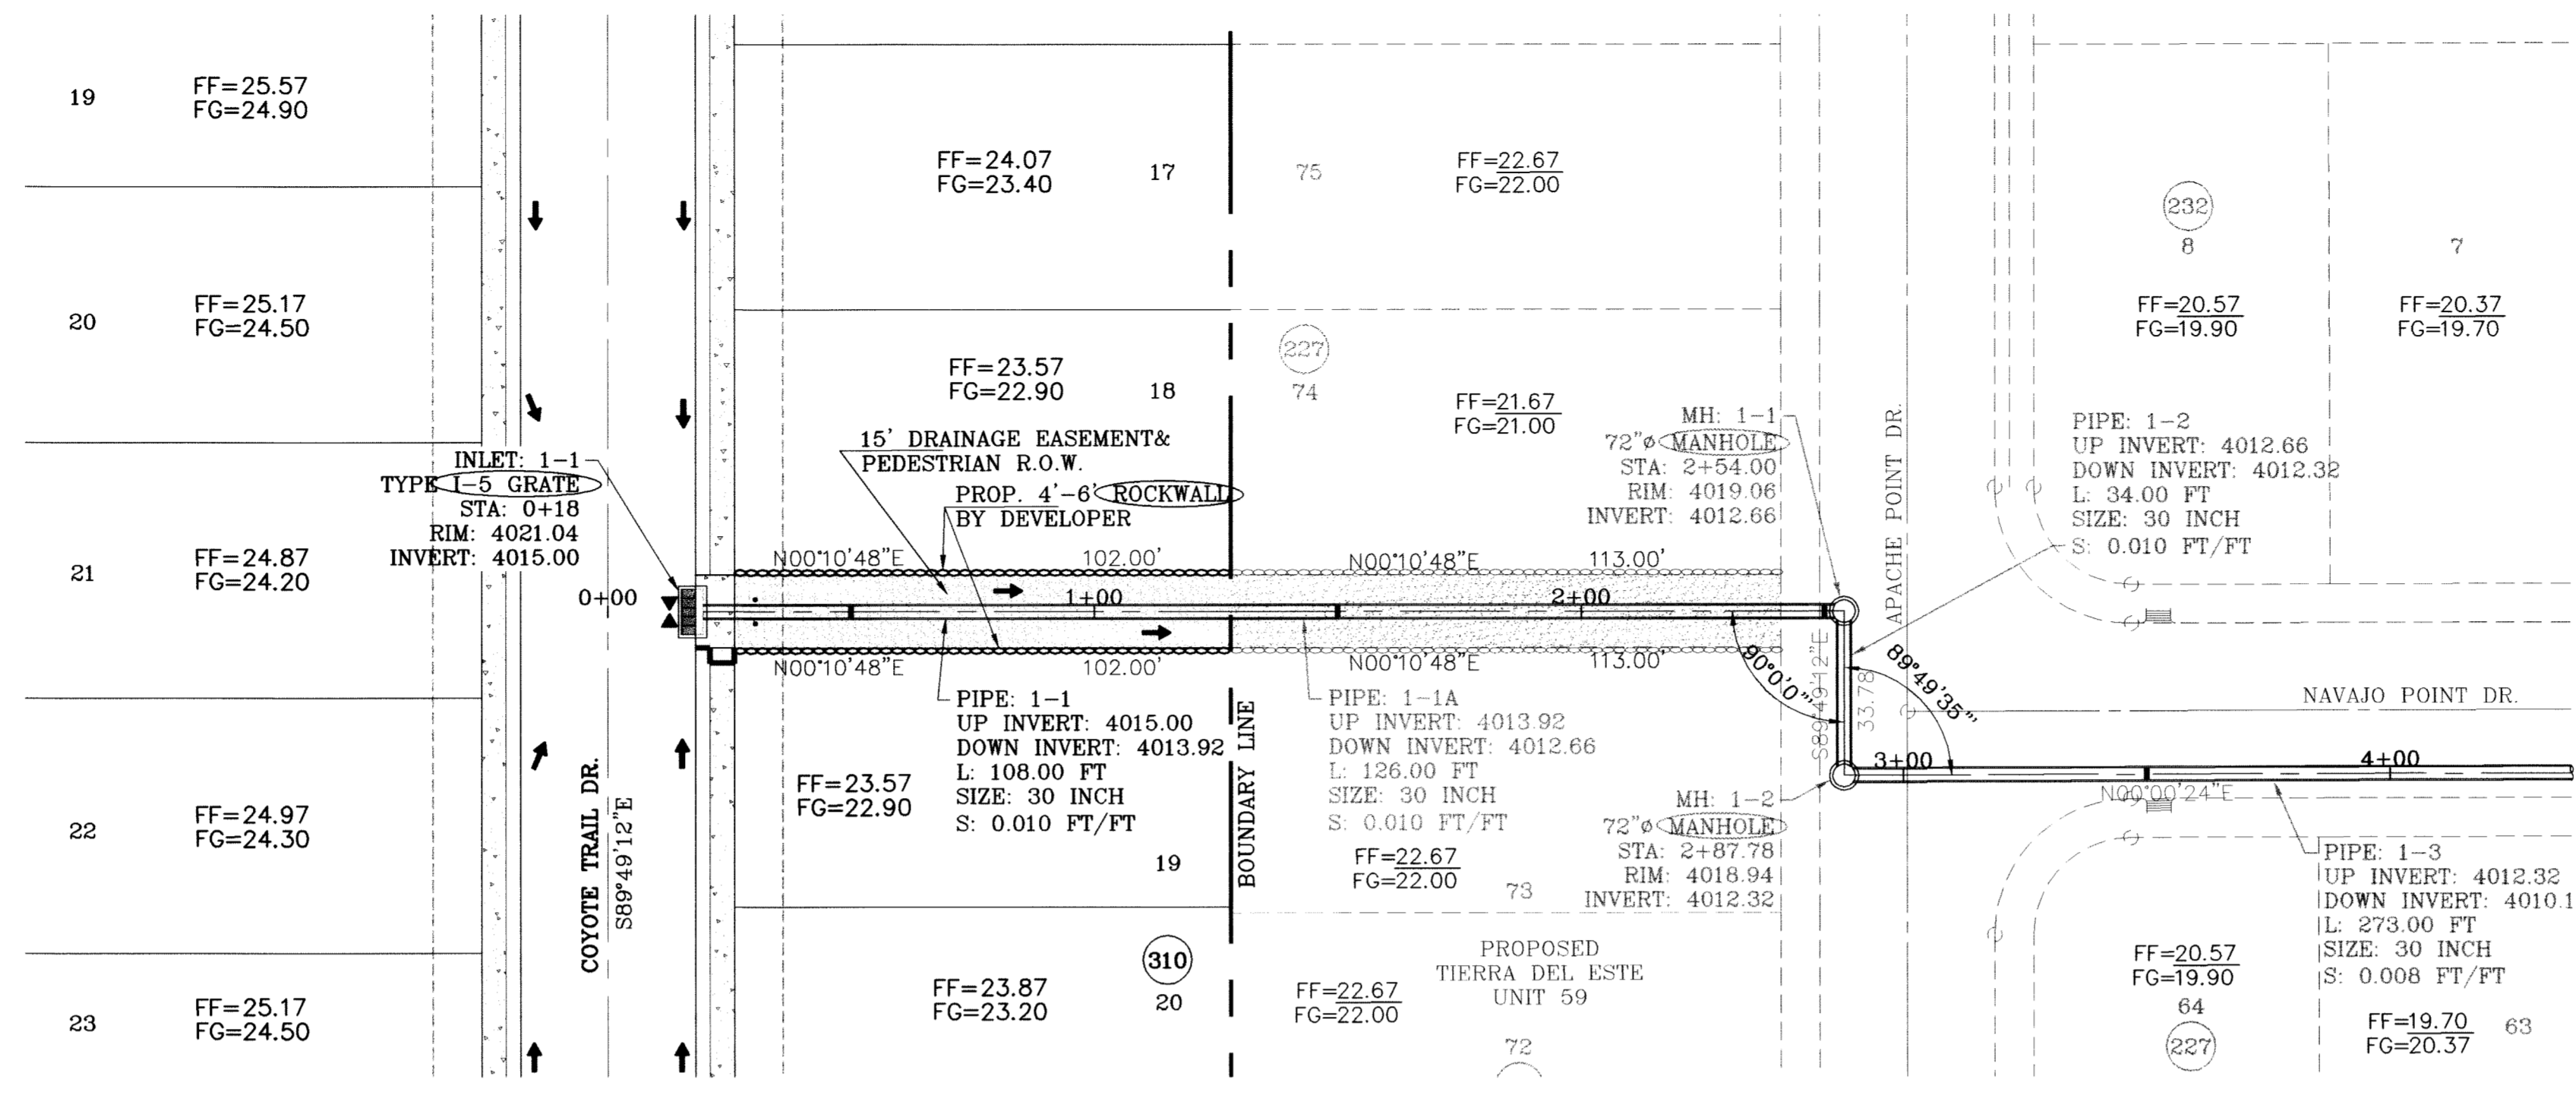 19
FF=25.57
FG=24.90
20
FF=25.17
FG=24.50
INLET: 1-1
TYPE I-5 GRATE
STA: 0+18
RIM: 4021.04
INVERT: 4015.00
21
FF=24.87
FG=24.20
22
FF=24.97
FG=24.30
23
FF=25.17
FG=24.50
0+00
COYOTE TRAIL DR.
S89°49'12"E
FF=24.07
FG=23.40
17
FF=23.57
FG=22.90
18
15' DRAINAGE EASEMENT&
PEDESTRIAN R.O.W.
PROP. 4'-6' ROCKWALL
BY DEVELOPER
N00°10'48"E
102.00'
1+00
N00°10'48"E
102.00'
PIPE: 1-1
UP INVERT: 4015.00
DOWN INVERT: 4013.92
L: 108.00 FT
SIZE: 30 INCH
S: 0.010 FT/FT
FF=23.57
FG=22.90
19
310
20
FF=23.87
FG=23.20
BOUNDARY LINE
75
FF=22.67
FG=22.00
227
74
FF=21.67
FG=21.00
N00°10'48"E
113.00'
2+00
N00°10'48"E
113.00'
PIPE: 1-1A
UP INVERT: 4013.92
DOWN INVERT: 4012.66
L: 126.00 FT
SIZE: 30 INCH
S: 0.010 FT/FT
FF=22.67
FG=22.00
73
PROPOSED
TIERRA DEL ESTE
UNIT 59
FF=22.67
FG=22.00
72
MH: 1-1
72"ø MANHOLE
STA: 2+54.00
RIM: 4019.06
INVERT: 4012.66
MH: 1-2
72"ø MANHOLE
STA: 2+87.78
RIM: 4018.94
INVERT: 4012.32
90°0'0"
S89°49'12"E
33.78
89°49'35"
APACHE POINT DR.
232
8
FF=20.57
FG=19.90
7
FF=20.37
FG=19.70
PIPE: 1-2
UP INVERT: 4012.66
DOWN INVERT: 4012.32
L: 34.00 FT
SIZE: 30 INCH
S: 0.010 FT/FT
NAVAJO POINT DR.
3+00
4+00
N00°00'24"E
PIPE: 1-3
UP INVERT: 4012.32
DOWN INVERT: 4010.1
L: 273.00 FT
SIZE: 30 INCH
S: 0.008 FT/FT
FF=20.57
FG=19.90
64
227
FF=19.70
FG=20.37
63